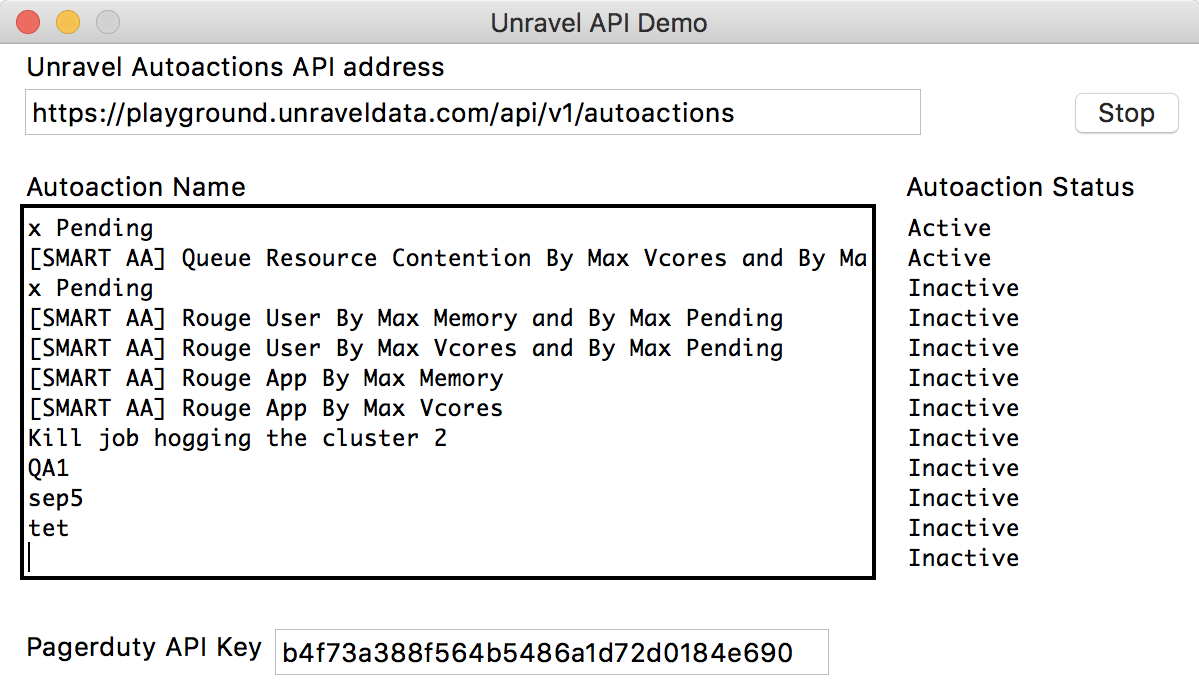 Unravel API Demo
Unravel Autoactions API address
https://playground.unraveldata.com/api/v1/autoactions
Stop
Autoaction Name
Autoaction Status
x Pending
Active
[SMART AA] Queue Resource Contention By Max Vcores and By Ma
Active
x Pending
Inactive
[SMART AA] Rouge User By Max Memory and By Max Pending
Inactive
[SMART AA] Rouge User By Max Vcores and By Max Pending
Inactive
[SMART AA] Rouge App By Max Memory
Inactive
[SMART AA] Rouge App By Max Vcores
Inactive
Kill job hogging the cluster 2
Inactive
QA1
Inactive
sep5
Inactive
tet
Inactive
Inactive
Pagerduty API Key
b4f73a388f564b5486a1d72d0184e690